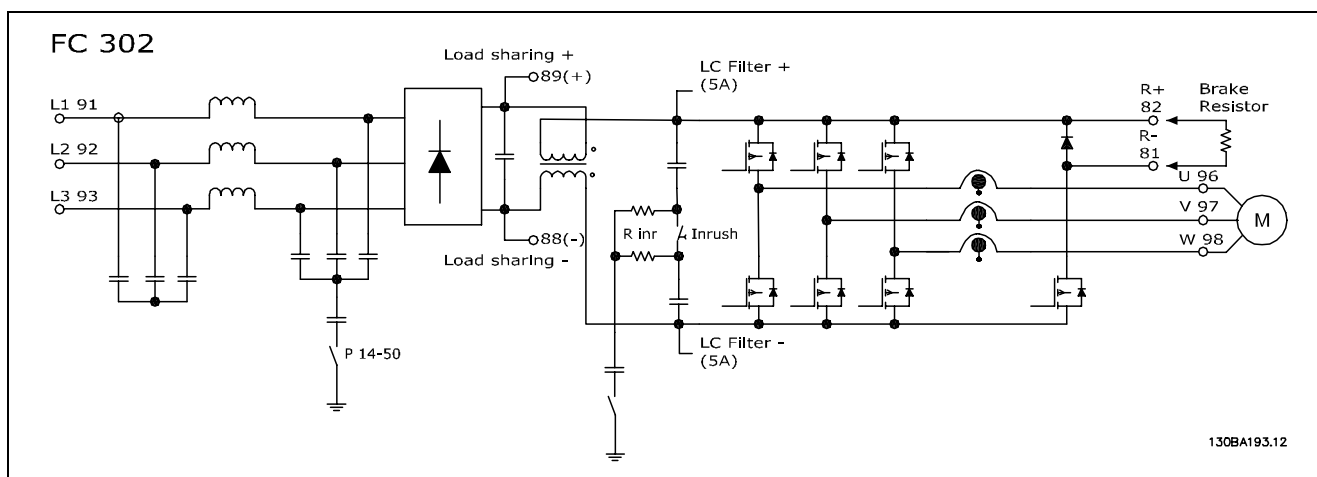 FC 302
Load sharing +
89(+)
LC Filter +
(5A)
R+
82
Brake
Resistor
L1 91
R-
81
L2 92
U 96
L3 93
V 97
M
R inr
Inrush
88(-)
W 98
Load sharing -
LC Filter -
(5A)
P 14-50
130BA193.12